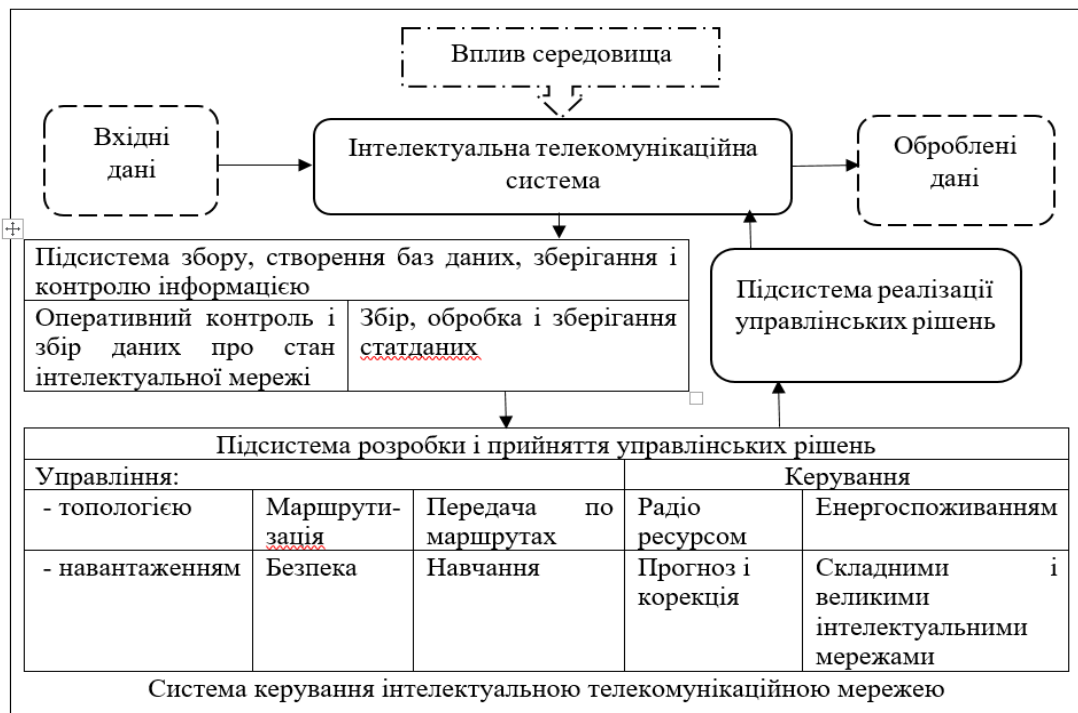 Вплив середовища
Вхідні
дані
Інтелектуальна телекомунікаційна
система
Оброблені
дані
Підсистема збору, створення баз даних, зберігання і
контролю інформацією
Оперативний контроль і
збір даних про стан
інтелектуальної мережі
Збір, обробка і зберігання
статданих
Підсистема реалізації
управлінських рішень
Підсистема розробки і прийняття управлінських рішень
Управління:
Керування
- топологією
Маршрути-
зація
Передача по
маршрутах
Радіо
ресурсом
Енергоспоживанням
- навантаженням
Безпека
Навчання
Прогноз і
корекція
Складними і
великими
інтелектуальними
мережами
Система керування інтелектуальною телекомунікаційною мережею